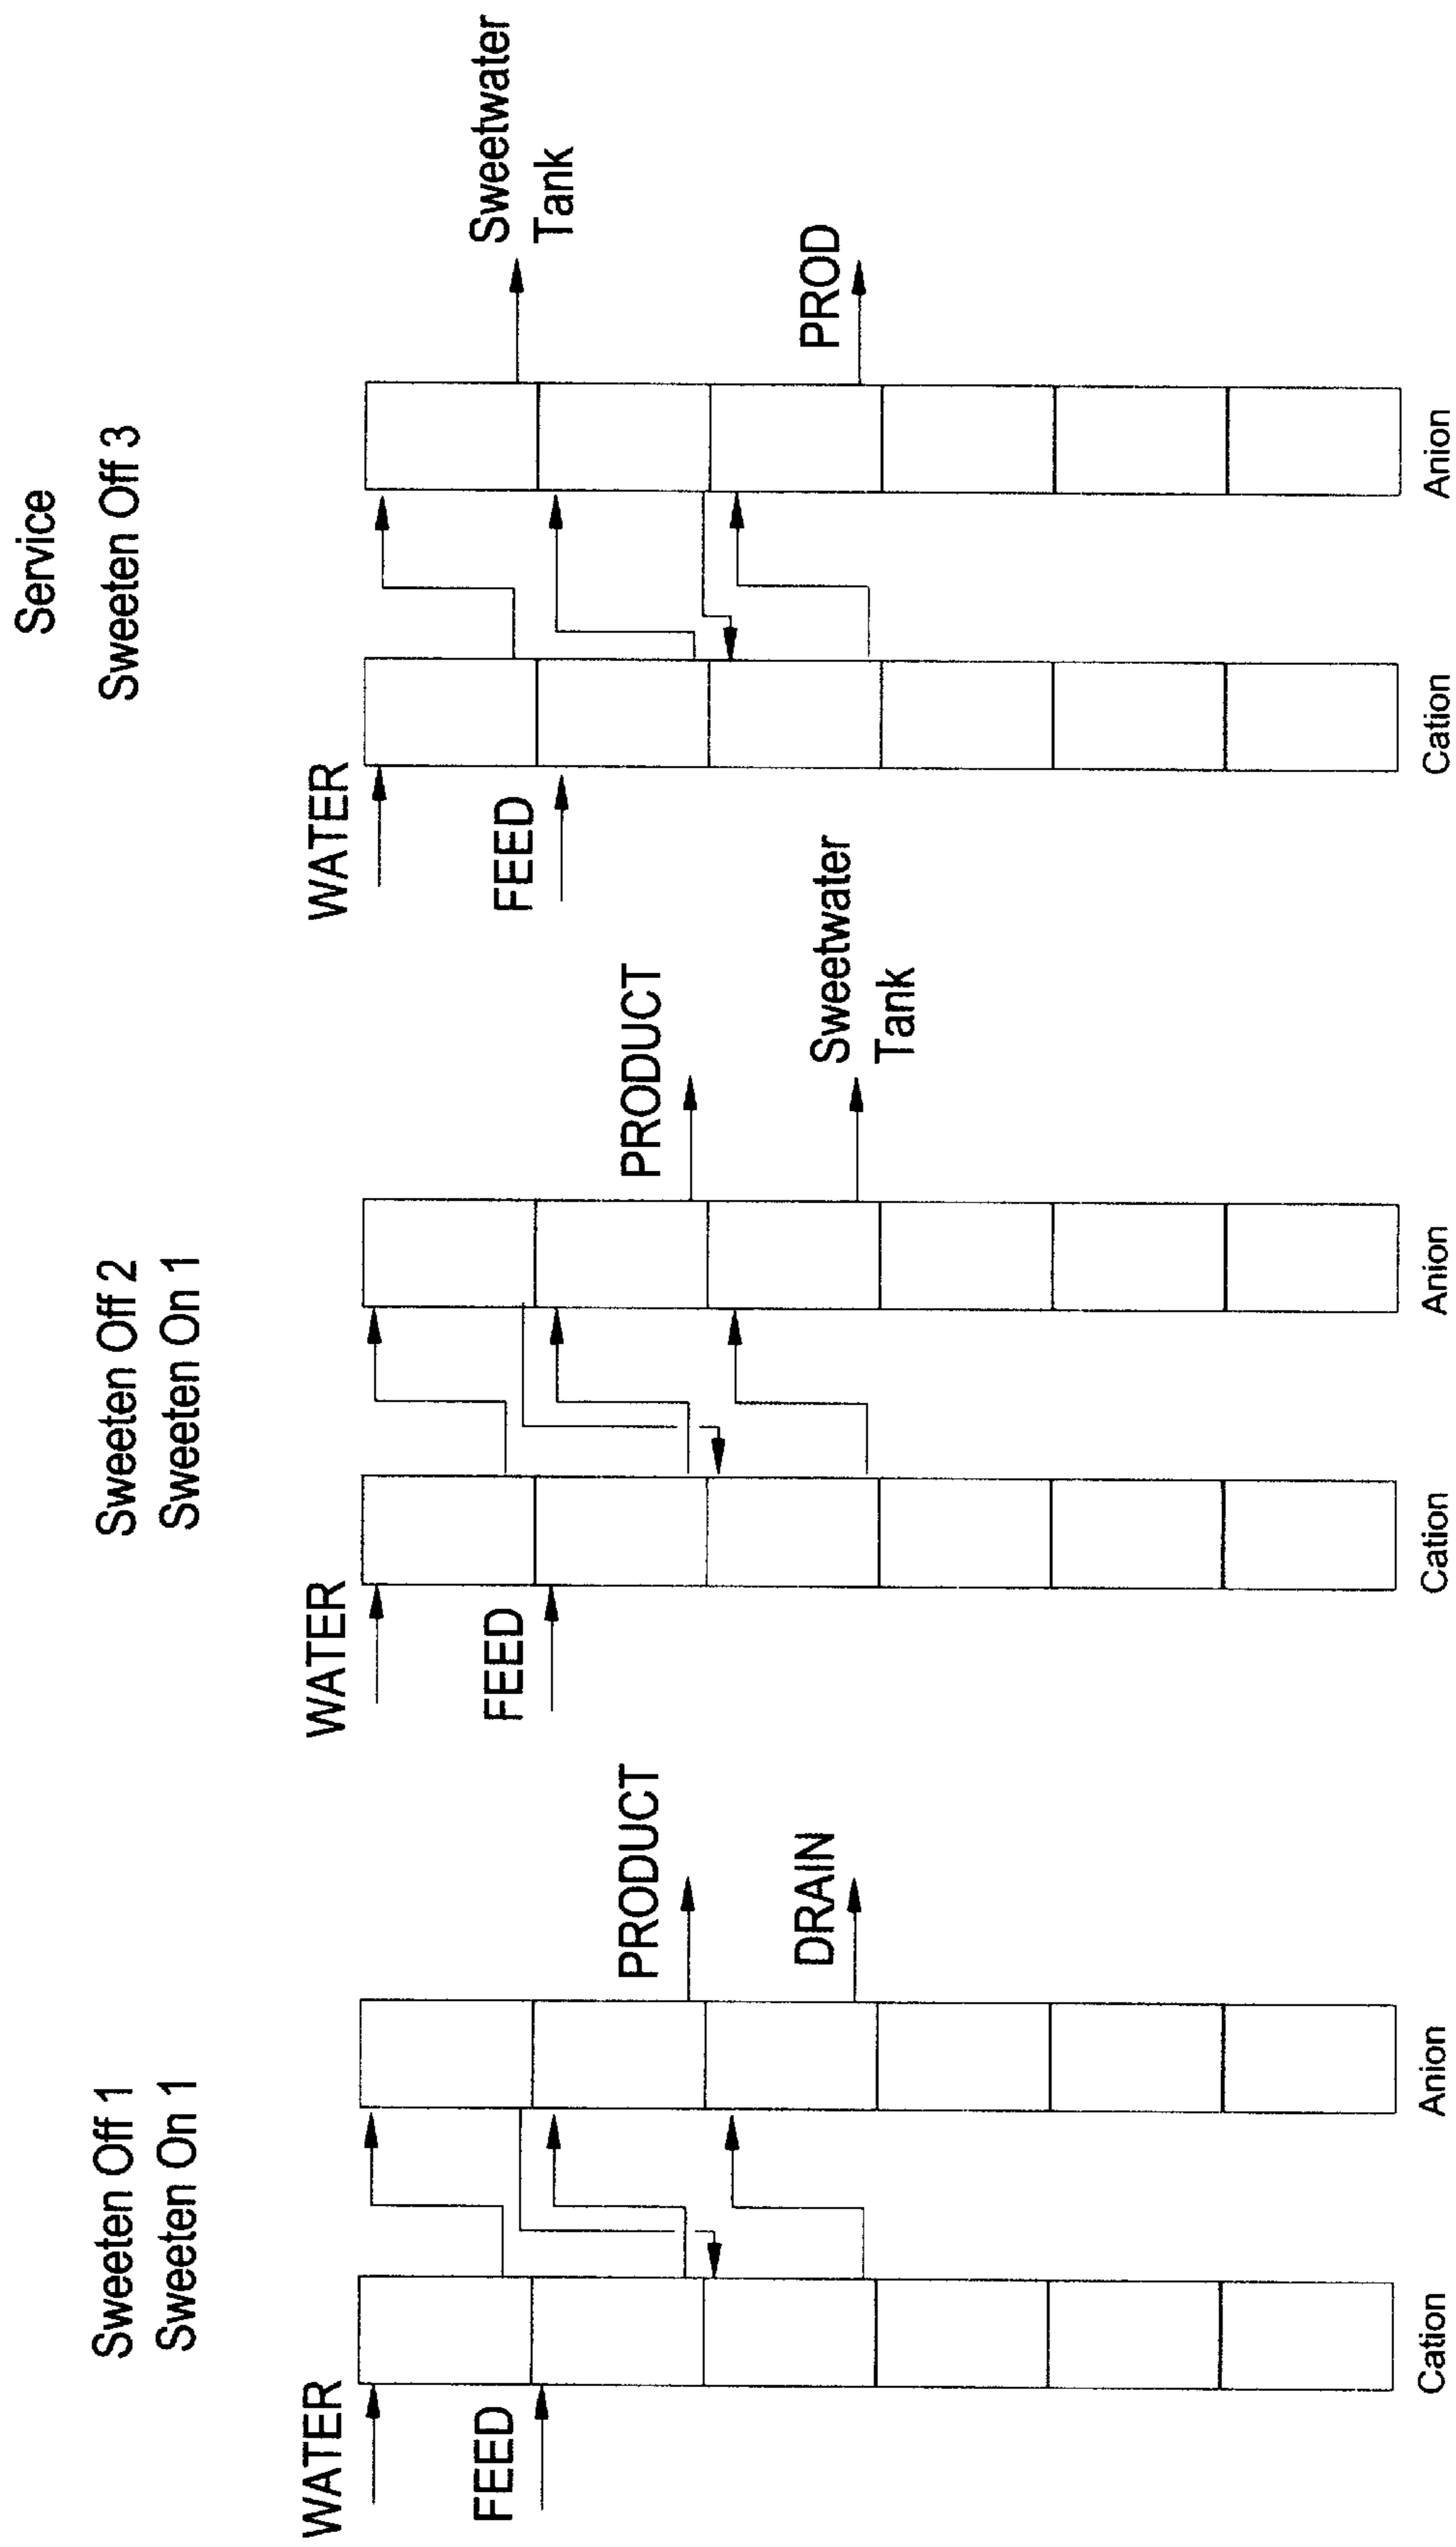 Sweeten Off 1
Sweeten On 1
WATER
FEED
PRODUCT
DRAIN
Cation
Anion
Sweeten Off 2
Sweeten On 1
WATER
FEED
PRODUCT
Sweetwater
Tank
Cation
Anion
Service
Sweeten Off 3
WATER
FEED
Sweetwater
Tank
PROD
Cation
Anion